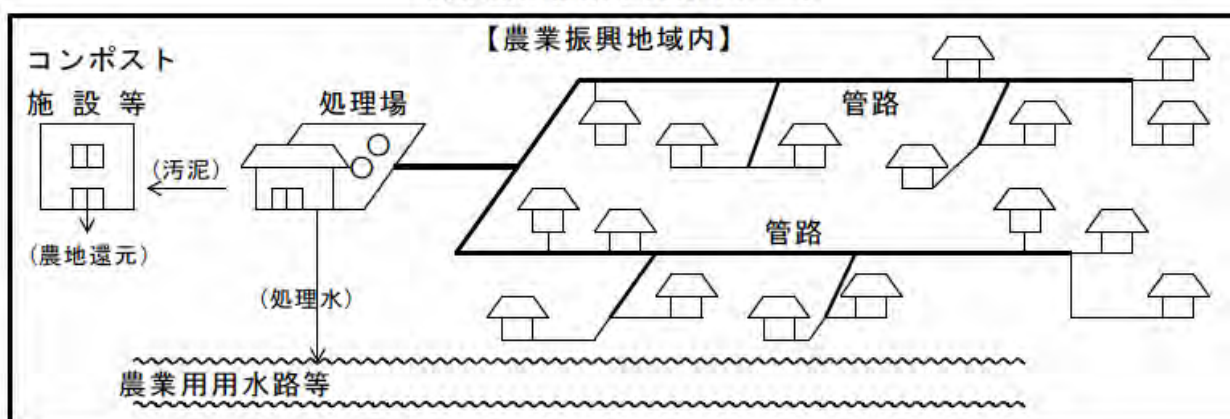 【農業振興地域内】
コンポスト
施設等
処理場
管路
(汚泥)
管路
(農地還元)
(処理水)
農業用用水路等